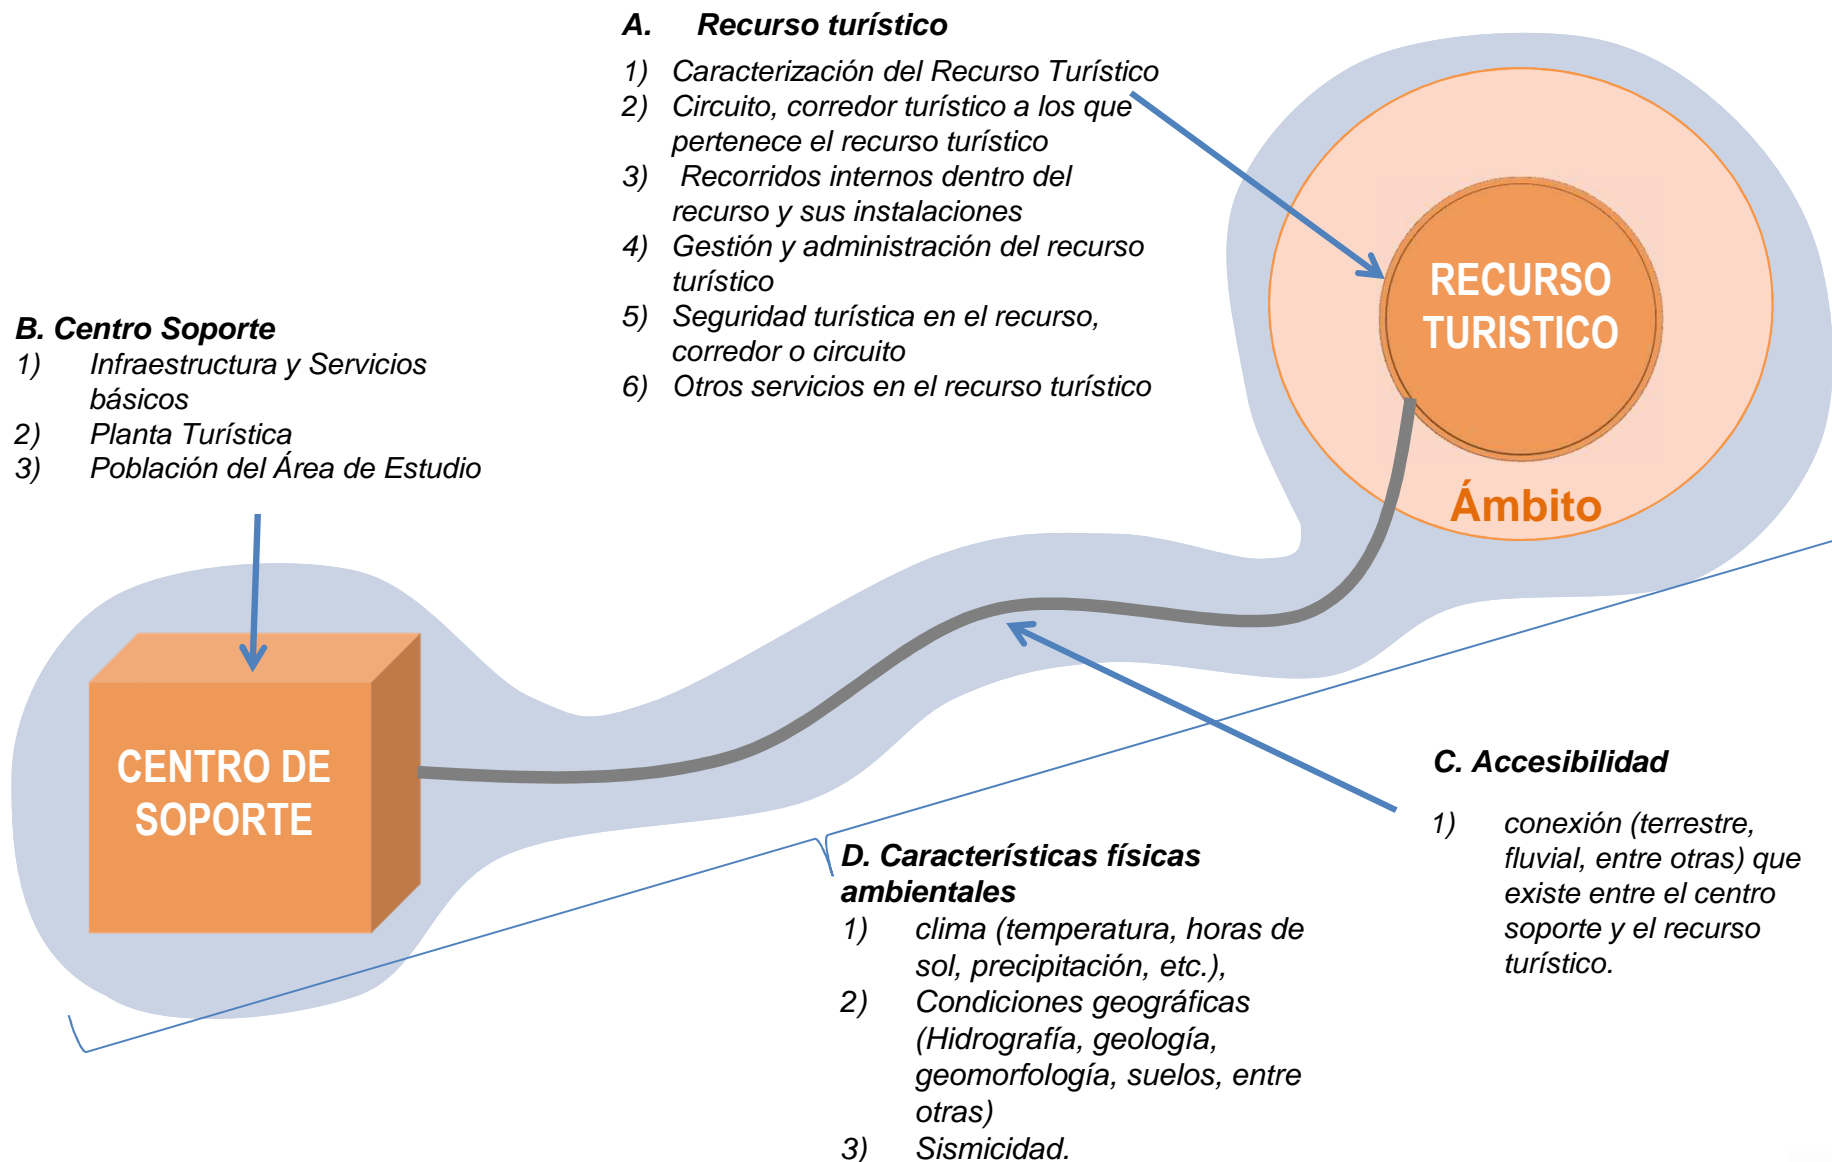 A. Recurso turístico
1) Caracterización del Recurso Turístico
2) Circuito, corredor turístico a los que
pertenece el recurso turístico
3) Recorridos internos dentro del
recurso y sus instalaciones
4) Gestión y administración del recurso
turístico
5) Seguridad turística en el recurso,
corredor o circuito
6) Otros servicios en el recurso turístico
RECURSO
TURISTICO
Ámbito
B. Centro Soporte
1) Infraestructura y Servicios
básicos
2) Planta Turística
3) Población del Área de Estudio
CENTRO DE
SOPORTE
C. Accesibilidad
1) conexión (terrestre,
fluvial, entre otras) que
existe entre el centro
soporte y el recurso
turístico.
D. Características físicas
ambientales
1) clima (temperatura, horas de
sol, precipitación, etc.),
2) Condiciones geográficas
(Hidrografía, geología,
geomorfología, suelos, entre
otras)
3) Sismicidad.